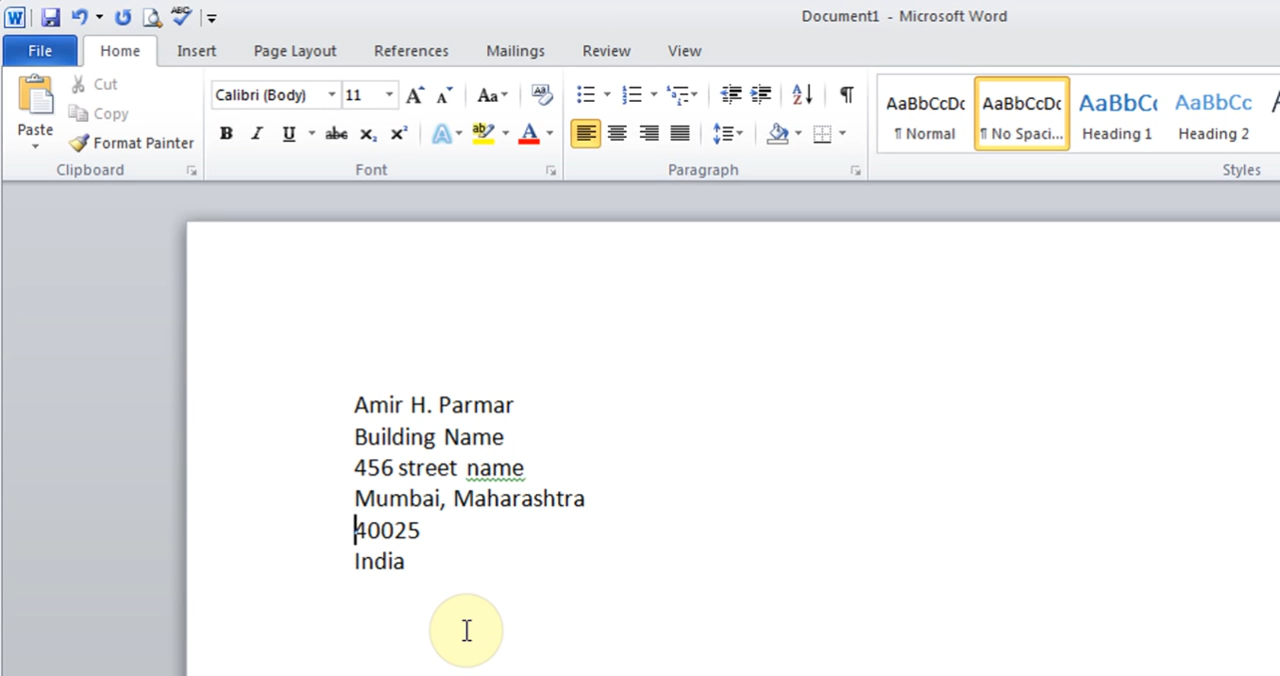 Document1 - Microsoft Word
File Home Insert Page Layout References Mailings Review View
Paste
Cut
Copy
Format Painter
Clipboard
Calibri (Body) 11
Font
Paragraph
AaBbCcDc AaBbCcDc AaBbC AaBbCc
¶ Normal ¶ No Spaci... Heading 1 Heading 2
Styles
Amir H. Parmar
Building Name
456 street name
Mumbai, Maharashtra
40025
India